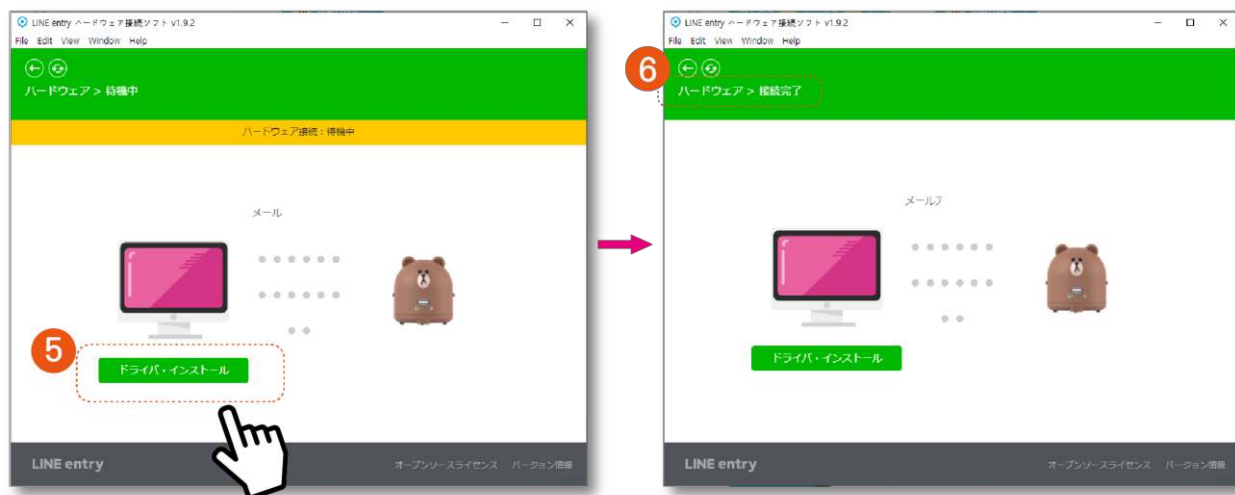 LINE entry ハードウェア接続ソフト v1.9.2
File Edit View Window Help
ハードウェア > 待機中
ハードウェア接続：待機中
メール
5
ドライバ・インストール
LINE entry
オープンソースライセンス バージョン情報
LINE entry ハードウェア接続ソフト v1.9.2
File Edit View Window Help
6
ハードウェア > 接続完了
メールア
ドライバ・インストール
LINE entry
オープンソースライセンス バージョン情報